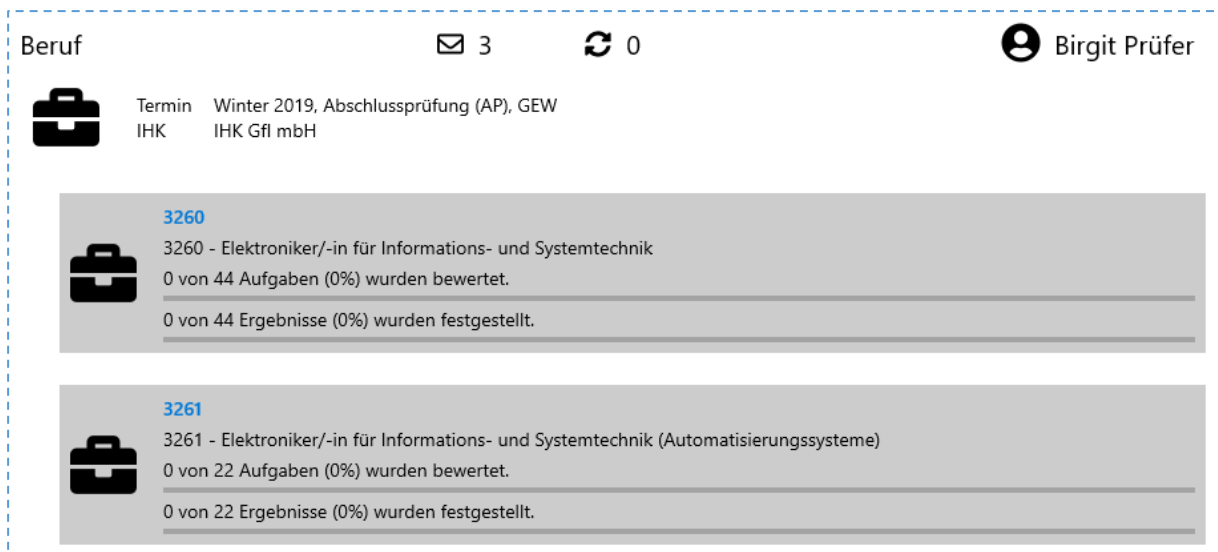 Beruf 3 0 Birgit Prüfer
Termin Winter 2019, Abschlussprüfung (AP), GEW
IHK IHK GfI mbH
3260
3260 - Elektroniker/-in für Informations- und Systemtechnik
0 von 44 Aufgaben (0%) wurden bewertet.
0 von 44 Ergebnisse (0%) wurden festgestellt.
3261
3261 - Elektroniker/-in für Informations- und Systemtechnik (Automatisierungssysteme)
0 von 22 Aufgaben (0%) wurden bewertet.
0 von 22 Ergebnisse (0%) wurden festgestellt.